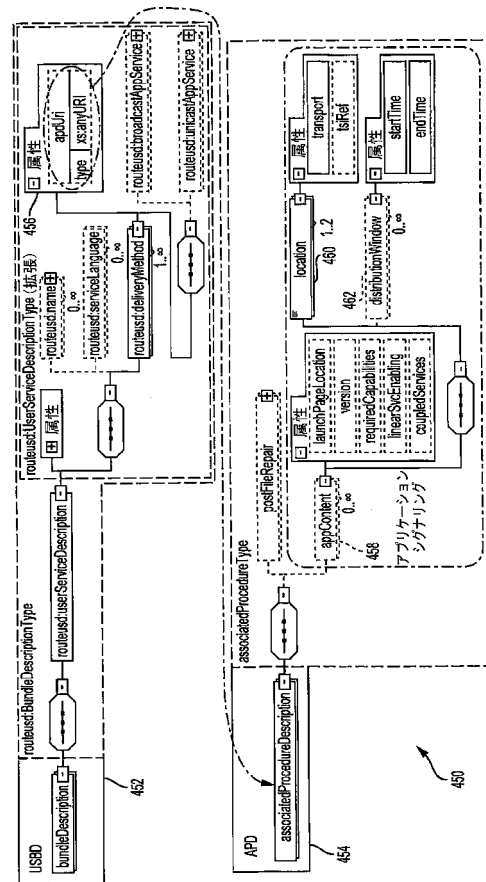 USBD
bundleDescription
452
routeusd:BundleDescriptionType
routeusd:userServiceDescription
routeusd:UserServiceDescriptionType (拡張)
属性
routeusd:name
0..∞
routeusd:serviceLanguage
0..∞
routeusd:deliveryMethod
1..∞
456
属性
apdUri
type
xs:anyURI
routeusd:broadcastAppService
routeusd:unicastAppService
APD
associatedProcedureDescription
454
associatedProcedureType
postFileRepair
appContent
0..∞
458
アプリケーション
シグナリング
属性
launchPageLocation
version
requiredCapabilities
linearSvcEnabling
coupledServices
location
1..2
460
462
distributionWindow
0..∞
属性
transport
tsiRef
属性
startTime
endTime
450